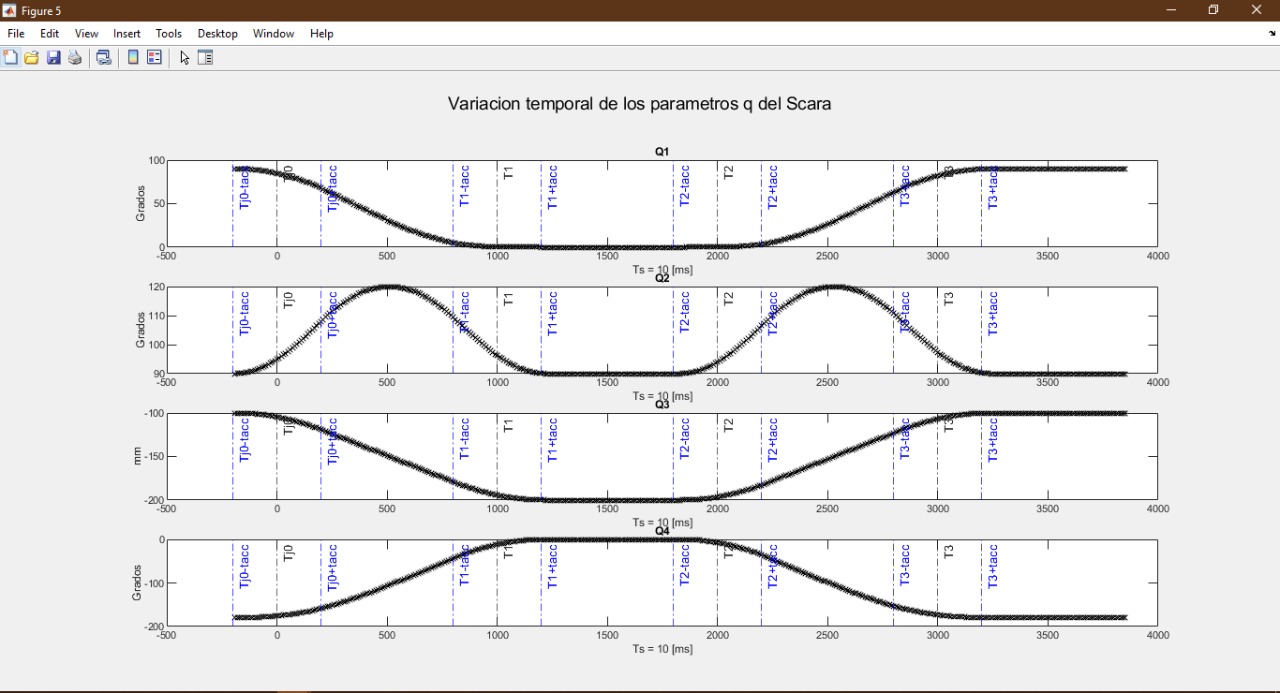 Figure 5
File Edit View Insert Tools Desktop Window Help
Variacion temporal de los parametros q del Scara
Q1
100
50
0
Grados
Tj0-tacc Tj0 Tj0+tacc T1-tacc T1 T1+tacc T2-tacc T2 T2+tacc T3-tacc T3 T3+tacc
-500 0 500 1000 1500 2000 2500 3000 3500 4000
Ts = 10 [ms]
Q2
120
110
100
90
Grados
Tj0-tacc Tj0 Tj0+tacc T1-tacc T1 T1+tacc T2-tacc T2 T2+tacc T3-tacc T3 T3+tacc
-500 0 500 1000 1500 2000 2500 3000 3500 4000
Ts = 10 [ms]
Q3
-100
-150
-200
mm
Tj0-tacc Tj0 Tj0+tacc T1-tacc T1 T1+tacc T2-tacc T2 T2+tacc T3-tacc T3 T3+tacc
-500 0 500 1000 1500 2000 2500 3000 3500 4000
Ts = 10 [ms]
Q4
0
-100
-200
Grados
Tj0-tacc Tj0 Tj0+tacc T1-tacc T1 T1+tacc T2-tacc T2 T2+tacc T3-tacc T3 T3+tacc
-500 0 500 1000 1500 2000 2500 3000 3500 4000
Ts = 10 [ms]